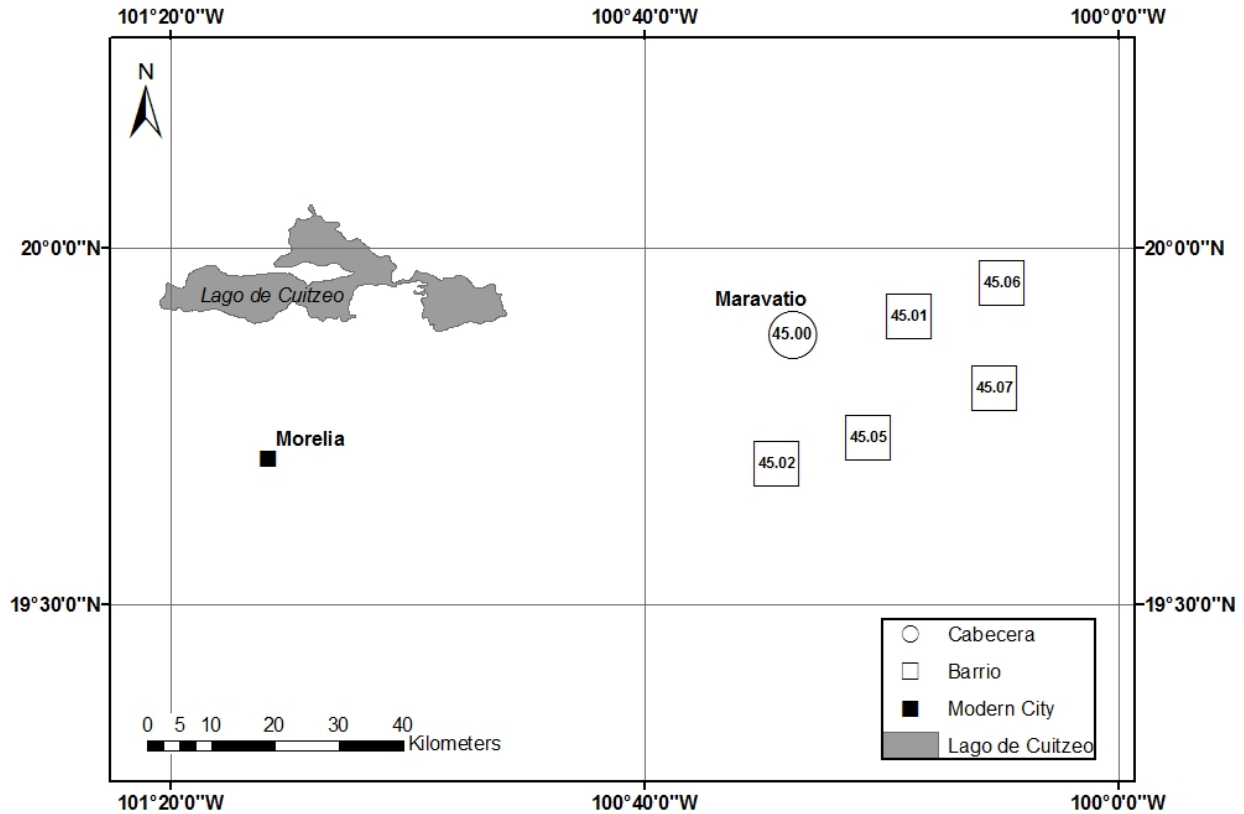 101°20'0"W 100°40'0"W 100°0'0"W
N
20°0'0"N 20°0'0"N
45.06
Lago de Cuitzeo
Maravatio
45.01
45.00
45.07
Morelia
45.05
45.02
19°30'0"N 19°30'0"N
Cabecera
Barrio
Modern City
Lago de Cuitzeo
0 5 10 20 30 40
Kilometers
101°20'0"W 100°40'0"W 100°0'0"W